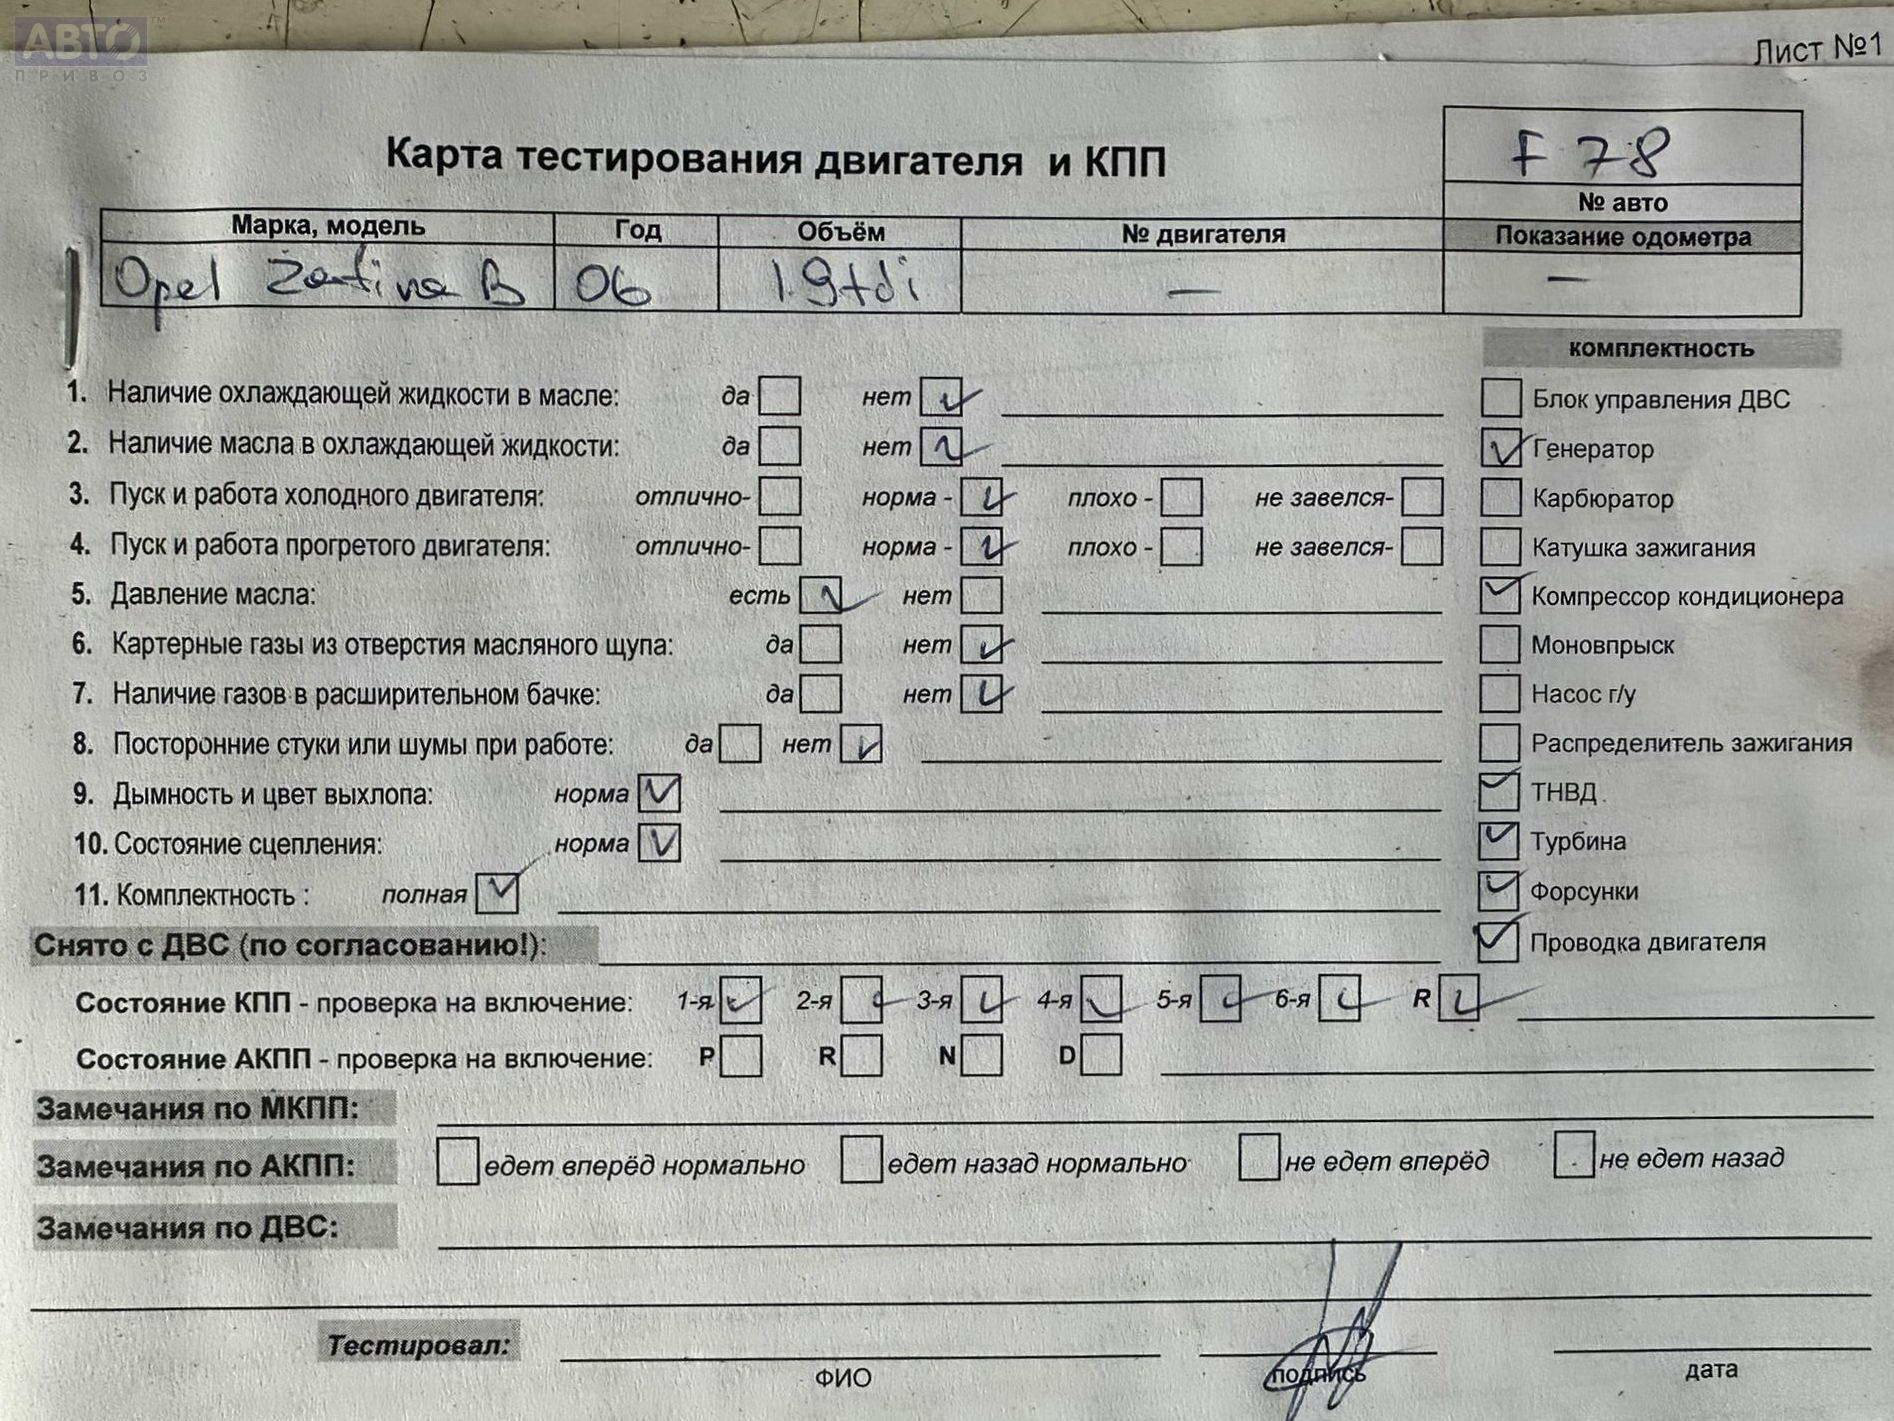 АВТО
ПРИВОЗ
Лист №1
Карта тестирования двигателя и КПП
F 78
№ авто
Марка, модель Год Объём № двигателя Показание одометра
Opel Zafira B 06 1.9tdi — —
комплектность
1. Наличие охлаждающей жидкости в масле: да нет
Блок управления ДВС
2. Наличие масла в охлаждающей жидкости: да нет
Генератор
3. Пуск и работа холодного двигателя: отлично- норма - плохо - не завелся-
Карбюратор
4. Пуск и работа прогретого двигателя: отлично- норма - плохо - не завелся-
Катушка зажигания
5. Давление масла: есть нет
Компрессор кондиционера
6. Картерные газы из отверстия масляного щупа: да нет
Моновпрыск
7. Наличие газов в расширительном бачке: да нет
Насос г/у
8. Посторонние стуки или шумы при работе: да нет
Распределитель зажигания
9. Дымность и цвет выхлопа: норма
ТНВД
10. Состояние сцепления: норма
Турбина
11. Комплектность : полная
Форсунки
Снято с ДВС (по согласованию!):
Проводка двигателя
Состояние КПП - проверка на включение: 1-я 2-я 3-я 4-я 5-я 6-я R
Состояние АКПП - проверка на включение: P R N D
Замечания по МКПП:
Замечания по АКПП: едет вперёд нормально едет назад нормально не едет вперёд не едет назад
Замечания по ДВС:
Тестировал:
ФИО подпись дата